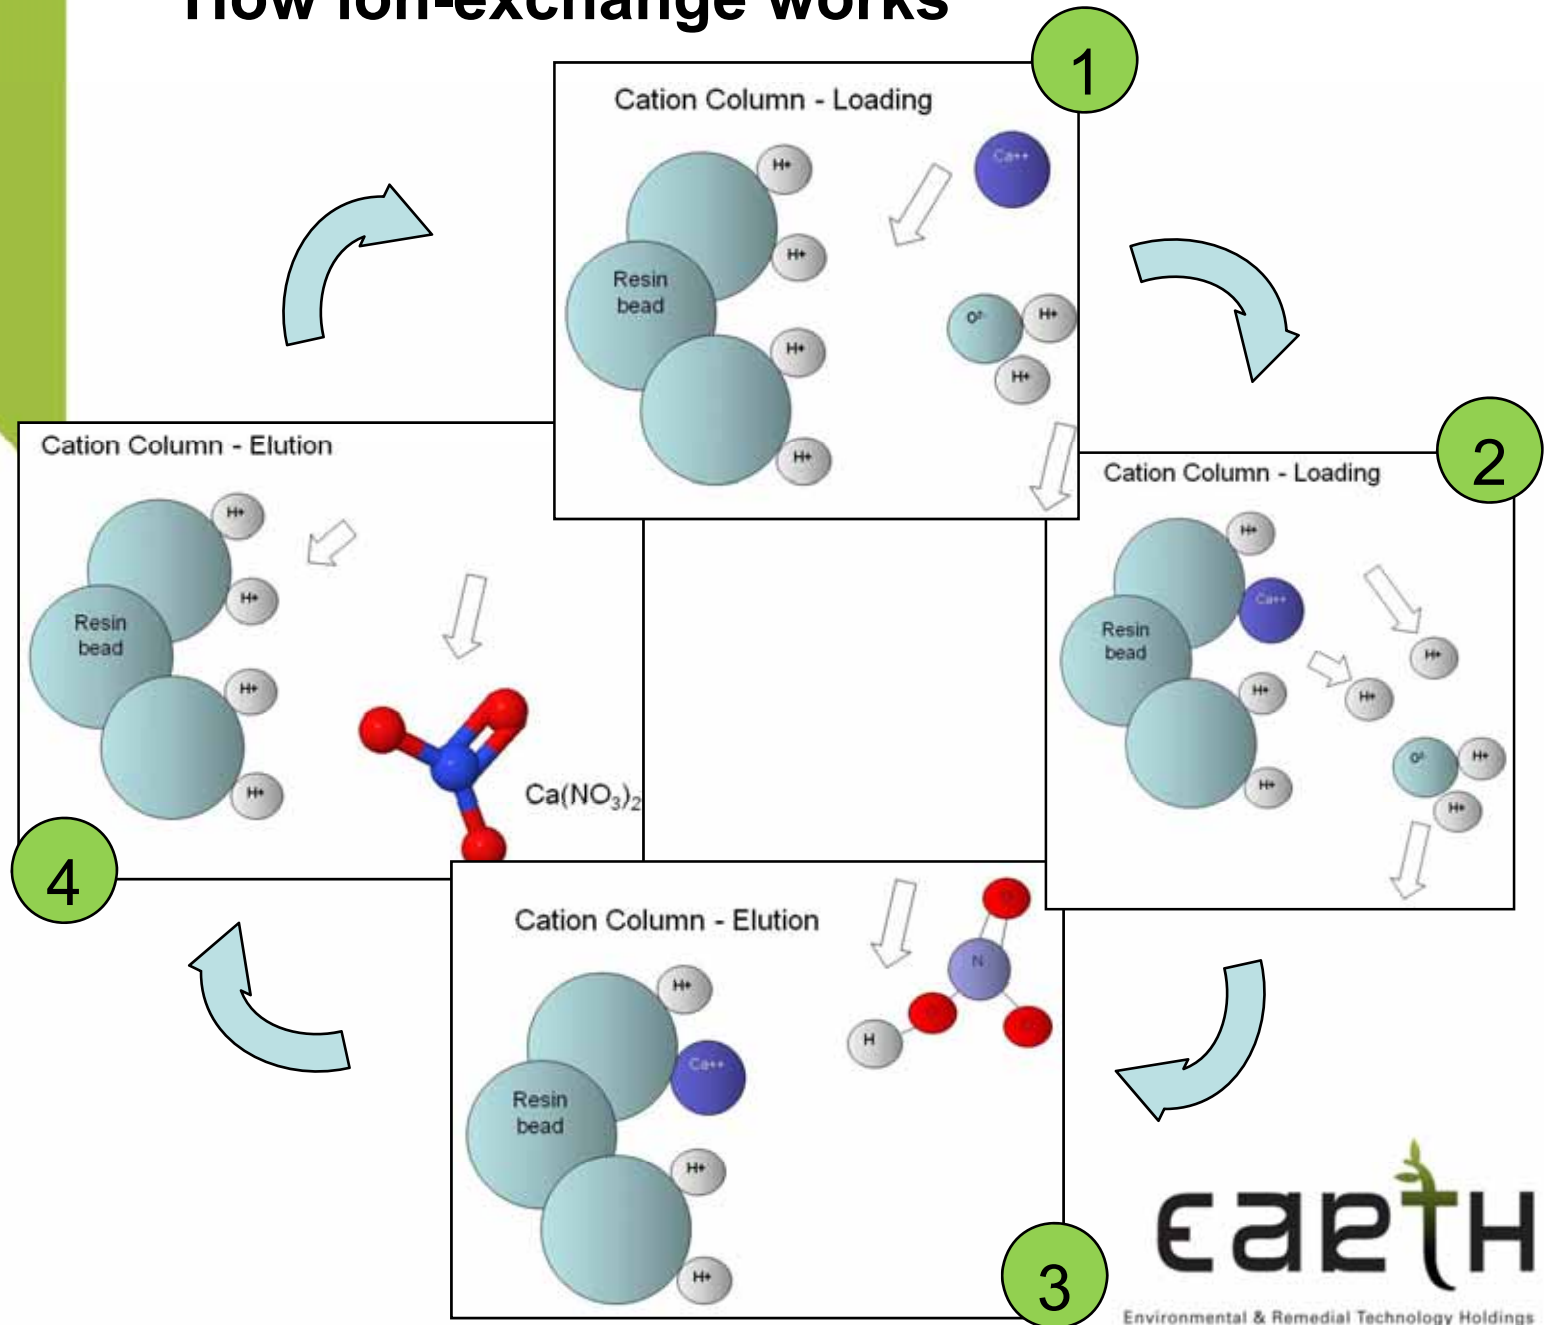 How ion-exchange works
1
Cation Column - Loading
Ca++
H+
H+
Resin
bead
O²⁻
H+
H+
H+
H+
2
Cation Column - Loading
H+
Ca++
Resin
bead
H+
H+
H+
H+
O²⁻
H+
H+
3
Cation Column - Elution
N
H
H+
Ca++
Resin
bead
H+
H+
4
Cation Column - Elution
H+
H+
Resin
bead
H+
H+
Ca(NO₃)₂
EARTH
Environmental & Remedial Technology Holdings